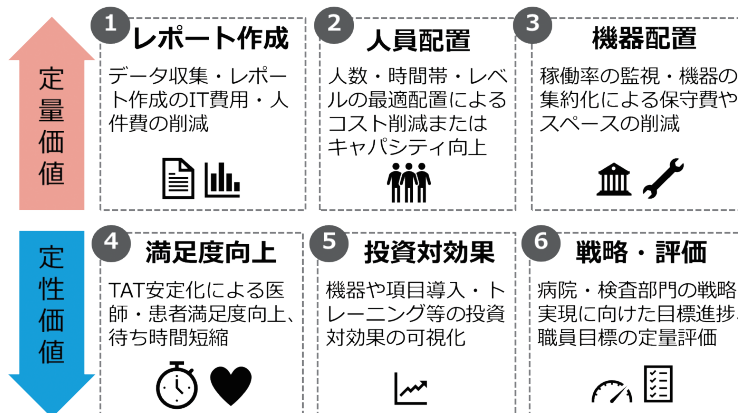 定量価値
1 レポート作成
データ収集・レポー
ト作成のIT費用・人
件費の削減
2 人員配置
人数・時間帯・レベ
ルの最適配置による
コスト削減または
キャパシティ向上
3 機器配置
稼働率の監視・機器の
集約化による保守費や
スペースの削減
定性価値
4 満足度向上
TAT安定化による医
師・患者満足度向上、
待ち時間短縮
5 投資対効果
機器や項目導入・ト
レーニング等の投資
対効果の可視化
6 戦略・評価
病院・検査部門の戦略
実現に向けた目標進捗、
職員目標の定量評価